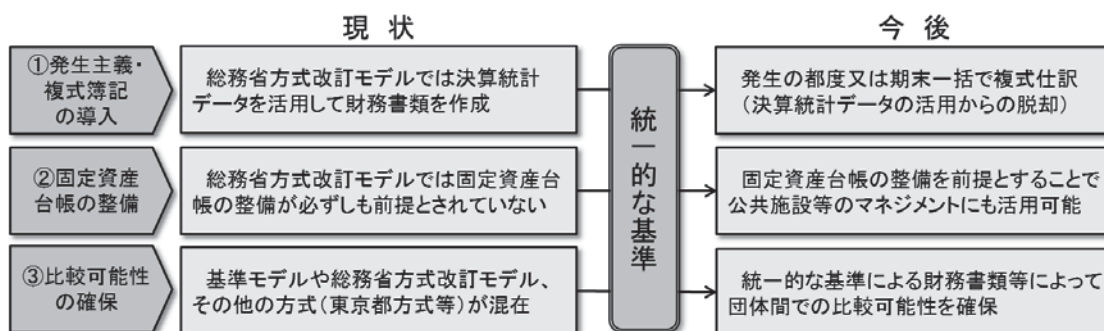 現状
今後
①発生主義・
複式簿記
の導入
総務省方式改訂モデルでは決算統計
データを活用して財務書類を作成
発生の都度又は期末一括で複式仕訳
(決算統計データの活用からの脱却)
②固定資産
台帳の整備
総務省方式改訂モデルでは固定資産台
帳の整備が必ずしも前提とされていない
統一的な基準
固定資産台帳の整備を前提とすることで
公共施設等のマネジメントにも活用可能
③比較可能性
の確保
基準モデルや総務省方式改訂モデル、
その他の方式(東京都方式等)が混在
統一的な基準による財務書類等によって
団体間での比較可能性を確保